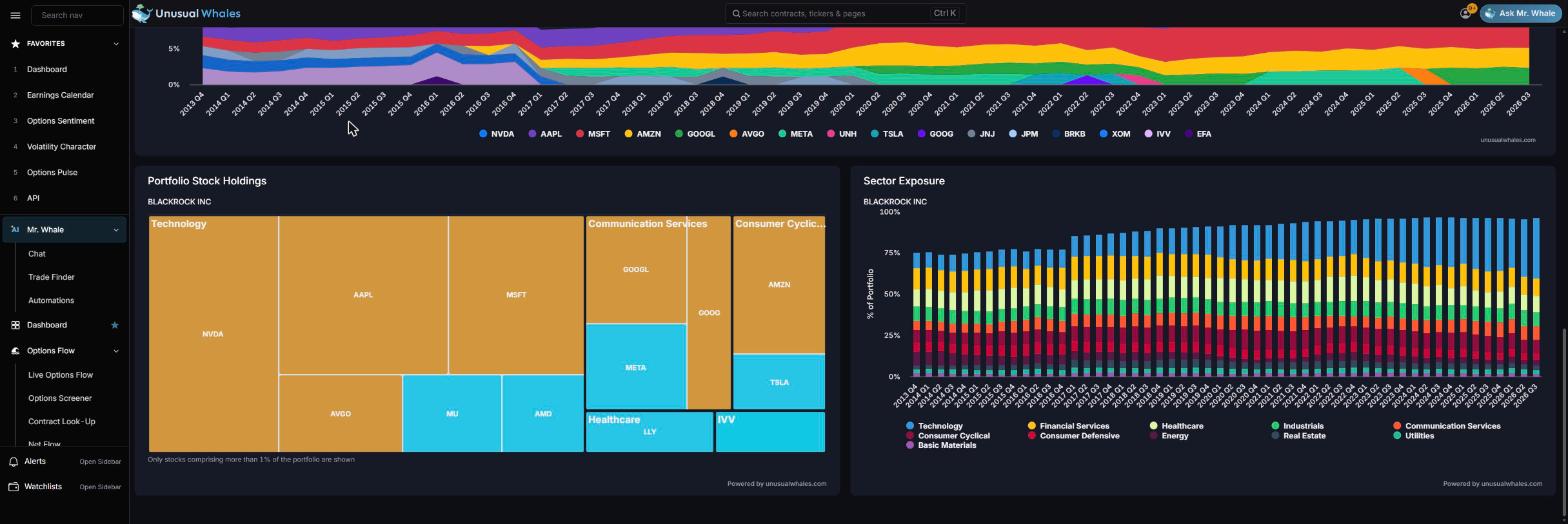 Search nav
Unusual Whales
Search contracts, tickers & pages
Ctrl K
9+
Ask Mr. Whale
FAVORITES
1 Dashboard
2 Earnings Calendar
3 Options Sentiment
4 Volatility Character
5 Options Pulse
6 API
AI Mr. Whale
Chat
Trade Finder
Automations
Dashboard
Options Flow
Live Options Flow
Options Screener
Contract Look-Up
Net Flow
Alerts Open Sidebar
Watchlists Open Sidebar
5%
0%
2013 Q4 2014 Q1 2014 Q2 2014 Q3 2014 Q4 2015 Q1 2015 Q2 2015 Q3 2015 Q4 2016 Q1 2016 Q2 2016 Q3 2016 Q4 2017 Q1 2017 Q2 2017 Q3 2017 Q4 2018 Q1 2018 Q2 2018 Q3 2018 Q4 2019 Q1 2019 Q2 2019 Q3 2019 Q4 2020 Q1 2020 Q2 2020 Q3 2020 Q4 2021 Q1 2021 Q2 2021 Q3 2021 Q4 2022 Q1 2022 Q2 2022 Q3 2022 Q4 2023 Q1 2023 Q2 2023 Q3 2023 Q4 2024 Q1 2024 Q2 2024 Q3 2024 Q4 2025 Q1 2025 Q2 2025 Q3 2025 Q4 2026 Q1 2026 Q2 2026 Q3
NVDA AAPL MSFT AMZN GOOGL AVGO META UNH TSLA GOOG JNJ JPM BRKB XOM IVV EFA
unusualwhales.com
Portfolio Stock Holdings
BLACKROCK INC
Technology
NVDA
AAPL
MSFT
AVGO
MU
AMD
Communication Services
GOOGL
GOOG
META
Consumer Cyclic...
AMZN
TSLA
Healthcare
LLY
IVV
Only stocks comprising more than 1% of the portfolio are shown
Powered by unusualwhales.com
Sector Exposure
BLACKROCK INC
% of Portfolio
100%
75%
50%
25%
0%
Technology Financial Services Healthcare Industrials Communication Services
Consumer Cyclical Consumer Defensive Energy Real Estate Utilities
Basic Materials
Powered by unusualwhales.com